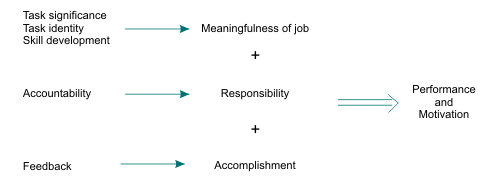 Task significance
Task identity
Skill development
Meaningfulness of job
+
Accountability
Responsibility
Performance
and
Motivation
+
Feedback
Accomplishment